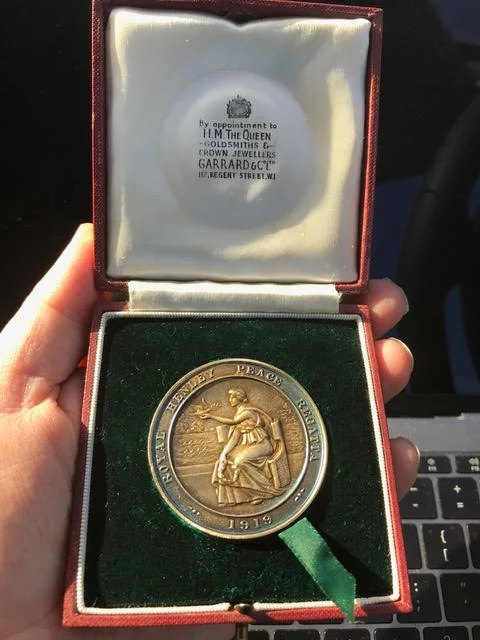 By appointment to
H.M. THE QUEEN
GOLDSMITHS &
CROWN JEWELLERS
GARRARD & Co LTD
112, REGENT STREET, W.1
ROYAL HENLEY PEACE REGATTA
1919